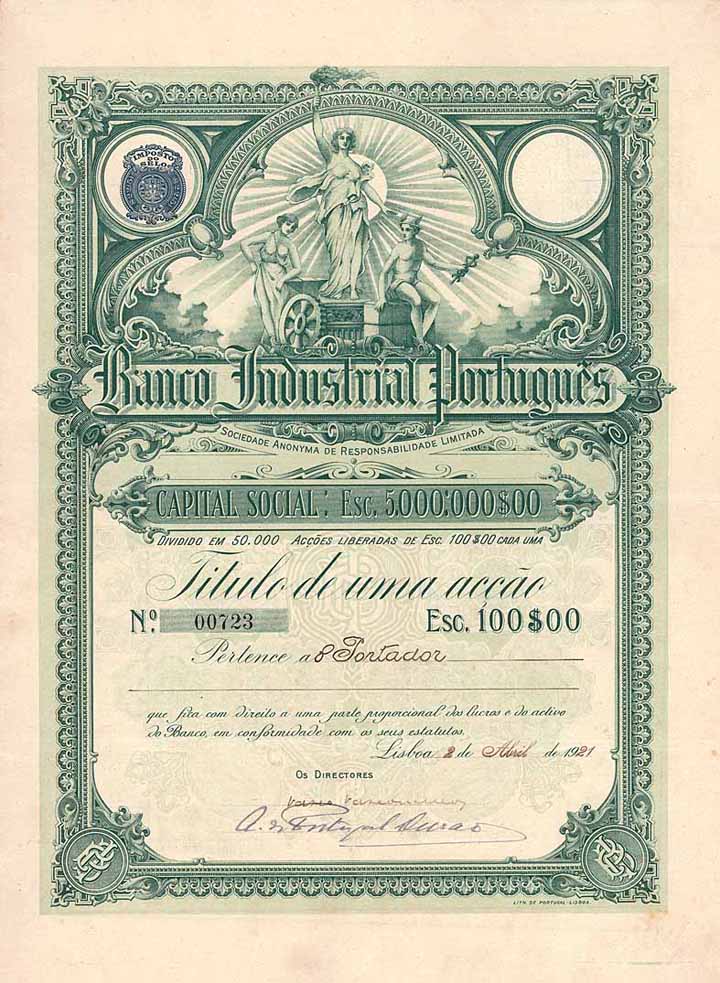 IMPOSTO
DO
SELO
Banco Industrial Português
SOCIEDADE ANONYMA DE RESPONSABILIDADE LIMITADA
CAPITAL SOCIAL: Esc. 5.000:000$00
DIVIDIDO EM 50.000 ACÇÕES LIBERADAS DE ESC. 100$00 CADA UMA
Titulo de uma acção
Nº. 00723 Esc. 100$00
Pertence a o Portador
que fica com direito a uma parte proporcional dos lucros e do activo
do Banco, em conformidade com os seus estatutos.
Lisboa 2 de Abril de 1921
OS DIRECTORES
A. de Portugal Durão
LITH. DE PORTUGAL-LISBOA